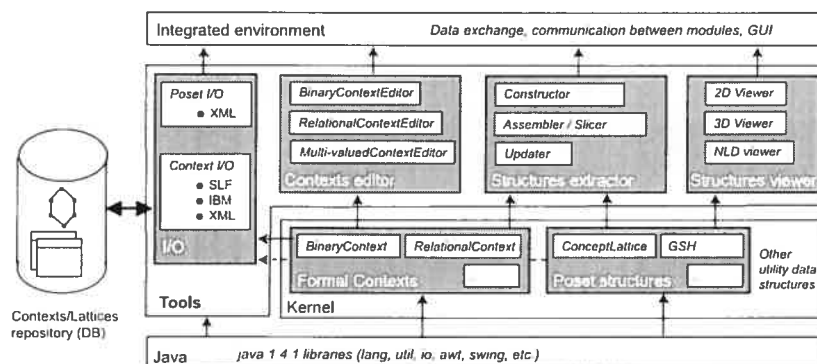 Integrated environment
Data exchange, communication between modules, GUI
Poset I/O
• XML
Context I/O
• SLF
• IBM
• XML
I/O
BinaryContextEditor
RelationalContextEditor
Multi-valuedContextEditor
Contexts editor
Constructor
Assembler / Slicer
Updater
Structures extractor
2D Viewer
3D Viewer
NLD viewer
Structures viewer
Contexts/Lattices
repository (DB)
Tools
BinaryContext
RelationalContext
Formal Contexts
ConceptLattice
GSH
Poset structures
Other
utility data
structures
Kernel
Java
java 1 4 1 libraries (lang, util, io, awt, swing, etc.)